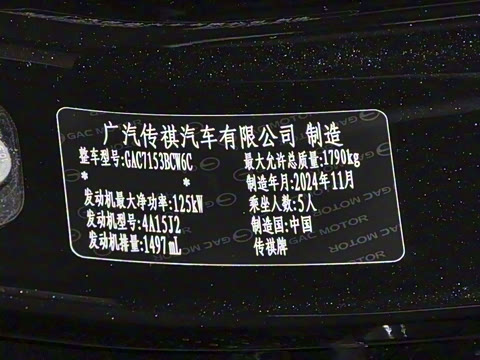 广汽传祺汽车有限公司 制造
整车型号:GAC7153BCW6C
最大允许总质量:1790kg
* *
制造年月:2024年11月
发动机最大净功率:125kW
乘坐人数:5人
发动机型号:4A15J2
制造国:中国
发动机排量:1497mL
传祺牌